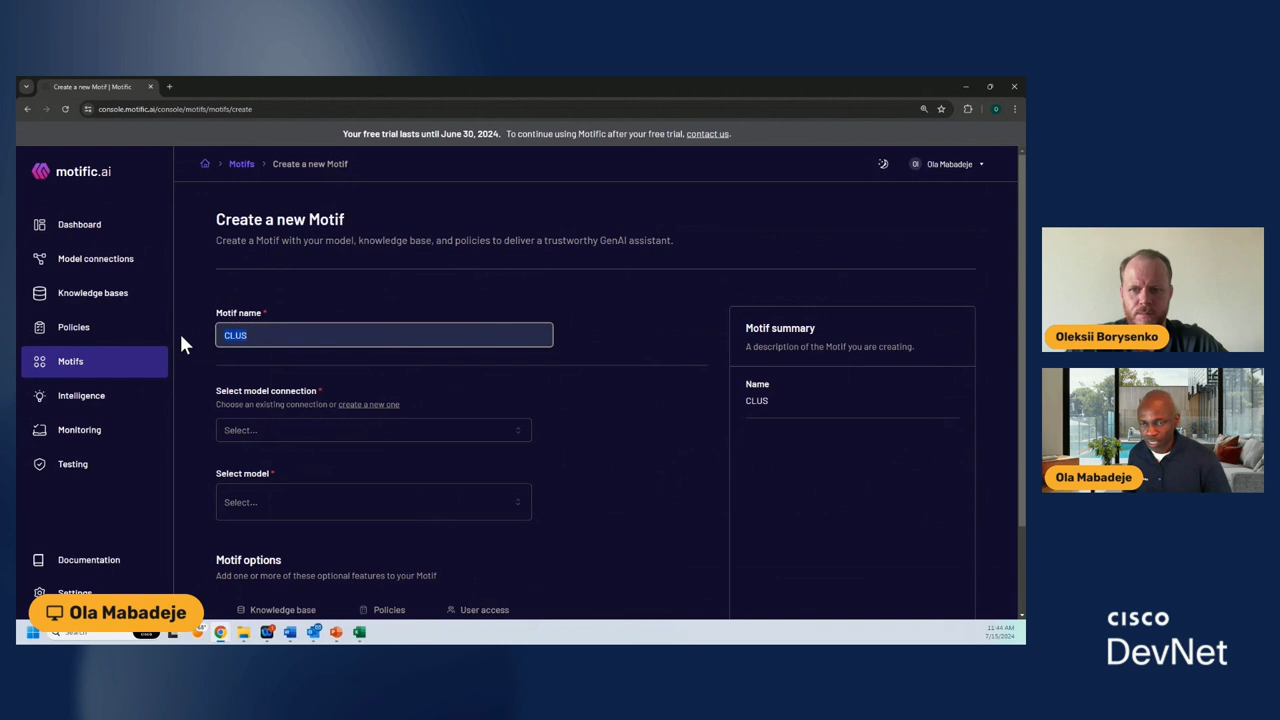 Create a new Motif | Motific
console.motific.ai/console/motifs/motifs/create
Your free trial lasts until June 30, 2024. To continue using Motific after your free trial, contact us.
motific.ai
Motifs > Create a new Motif
OI Ola Mabadeje
Dashboard
Model connections
Knowledge bases
Policies
Motifs
Intelligence
Monitoring
Testing
Documentation
Settings
Create a new Motif
Create a Motif with your model, knowledge base, and policies to deliver a trustworthy GenAI assistant.
Motif name *
CLUS
Select model connection *
Choose an existing connection or create a new one
Select...
Select model *
Select...
Motif options
Add one or more of these optional features to your Motif
Knowledge base
Policies
User access
Motif summary
A description of the Motif you are creating.
Name
CLUS
Ola Mabadeje
Search
11:44 AM
7/15/2024
Oleksii Borysenko
Ola Mabadeje
CISCO
DevNet